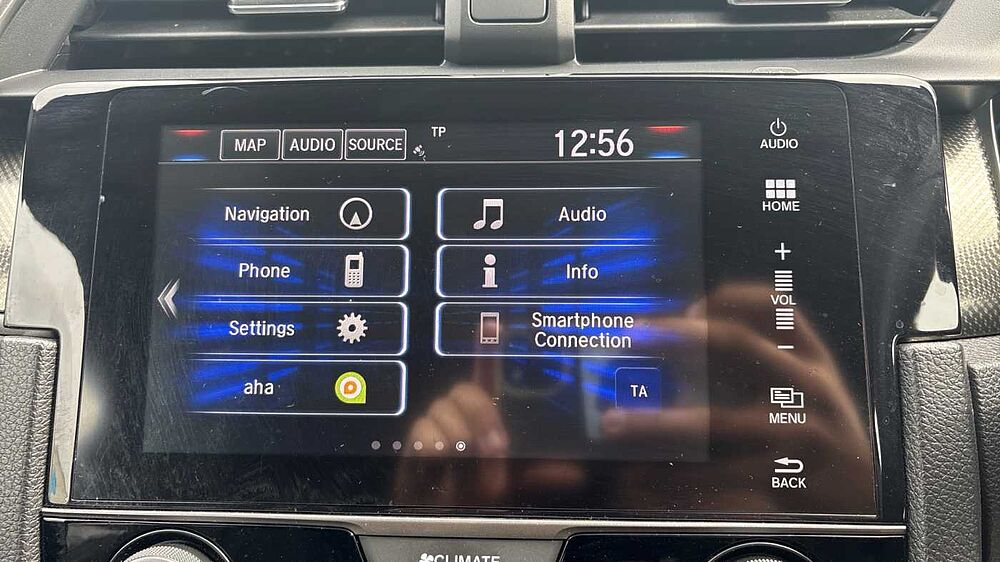 MAP AUDIO SOURCE TP 12:56
Navigation
Audio
Phone
Info
Settings
Smartphone
Connection
aha
TA
AUDIO
HOME
+
VOL
−
MENU
BACK
CLIMATE